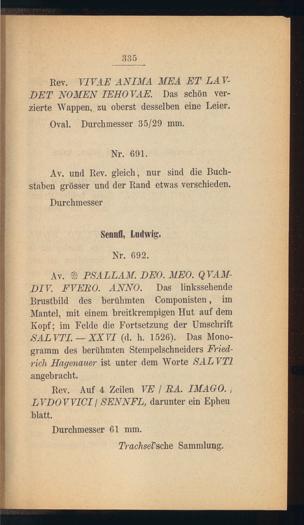 335
Rev. VIVAE ANIMA MEA ET LAV-
DET NOMEN IEHOVAE. Das schön ver-
zierte Wappen, zu oberst desselben eine Leier.
Oval. Durchmesser 35/29 mm.
Nr. 691.
Av. und Rev. gleich, nur sind die Buch-
staben grösser und der Rand etwas verschieden.
Durchmesser
Sennfl, Ludwig.
Nr. 692.
Av. PSALLAM. DEO. MEO. QVAM-
DIV. FVERO. ANNO. Das linkssehende
Brustbild des berühmten Componisten, im
Mantel, mit einem breitkrempigen Hut auf dem
Kopf; im Felde die Fortsetzung der Umschrift
SALVTI. — XXVI (d. h. 1526). Das Mono-
gramm des berühmten Stempelschneiders Fried-
rich Hagenauer ist unter dem Worte SALVTI
angebracht.
Rev. Auf 4 Zeilen VE / RA. IMAGO. /
LVDOVVICI / SENNFL, darunter ein Epheu
blatt.
Durchmesser 61 mm.
Trachsel'sche Sammlung.